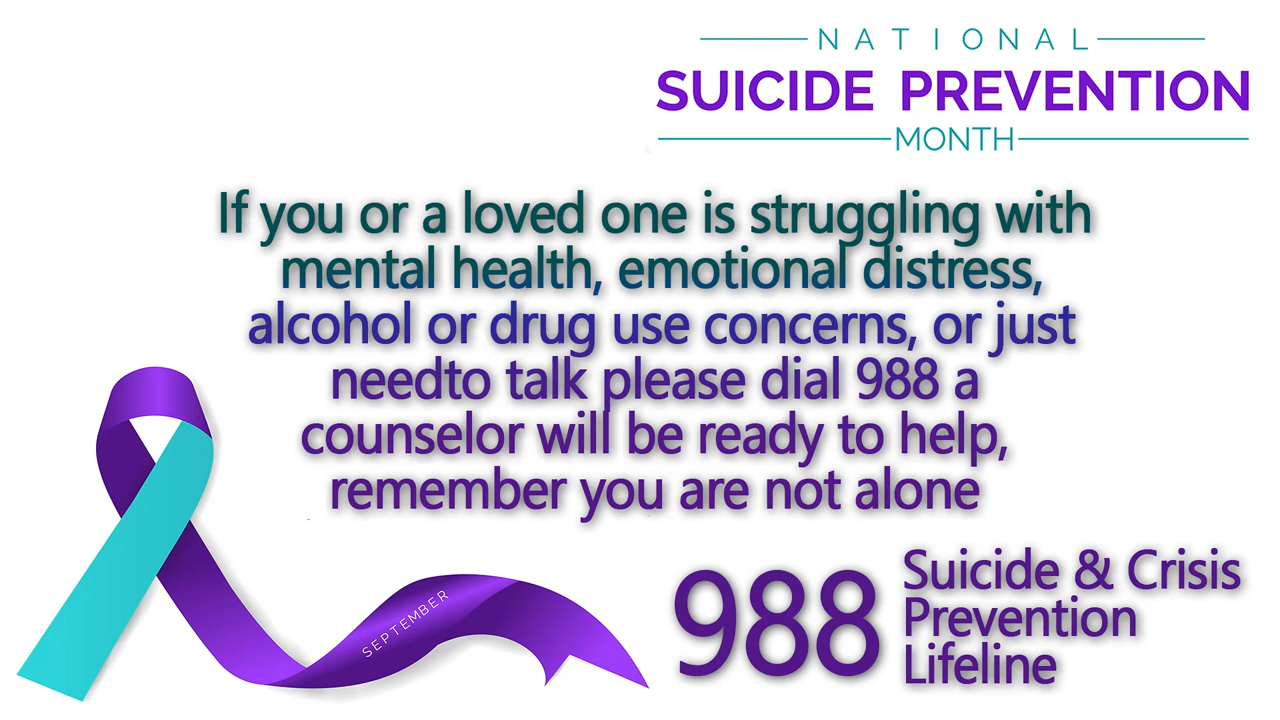 NATIONAL
SUICIDE PREVENTION
MONTH
If you or a loved one is struggling with
mental health, emotional distress,
alcohol or drug use concerns, or just
needto talk please dial 988 a
counselor will be ready to help,
remember you are not alone
SEPTEMBER
988
Suicide & Crisis
Prevention
Lifeline